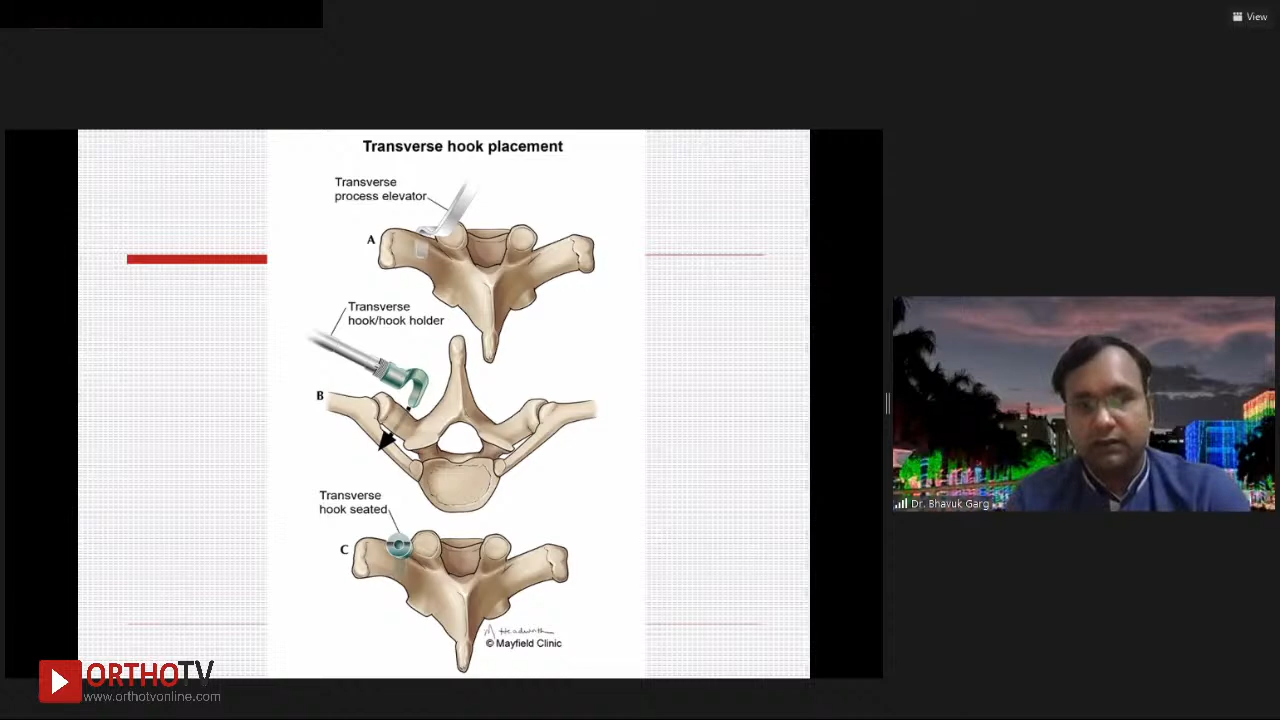 View
Transverse hook placement
Transverse
process elevator
A
Transverse
hook/hook holder
B
Transverse
hook seated
C
© Mayfield Clinic
Dr. Bhavuk Garg
ORTHOTV
www.orthotvonline.com